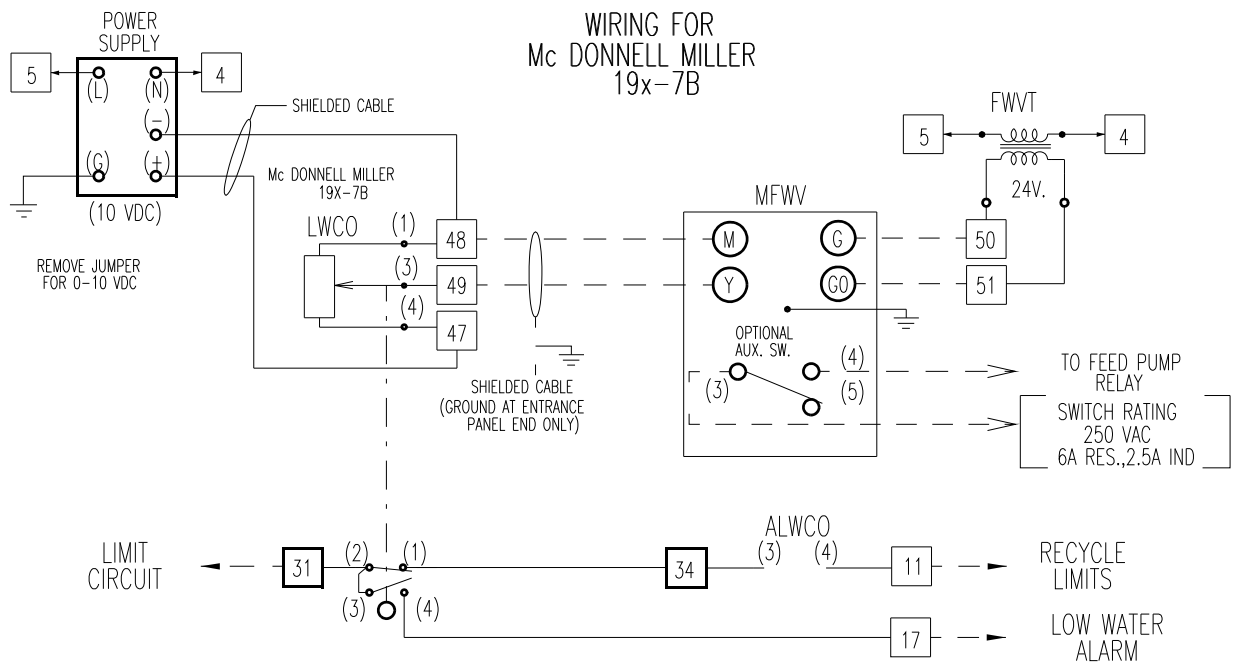 WIRING FOR
Mc DONNELL MILLER
19x-7B
POWER
SUPPLY
5
4
(L)
(N)
(-)
(G)
(+)
(10 VDC)
REMOVE JUMPER
FOR 0-10 VDC
SHIELDED CABLE
Mc DONNELL MILLER
19X-7B
LWCO
(1)
(3)
(4)
48
49
47
SHIELDED CABLE
(GROUND AT ENTRANCE
PANEL END ONLY)
MFWV
M
Y
G
GO
OPTIONAL
AUX. SW.
(3)
(4)
(5)
FWVT
5
4
24V.
50
51
TO FEED PUMP
RELAY
SWITCH RATING
250 VAC
6A RES.,2.5A IND
LIMIT
CIRCUIT
31
(2)
(1)
(3)
(4)
34
ALWCO
(3)
(4)
11
RECYCLE
LIMITS
17
LOW WATER
ALARM